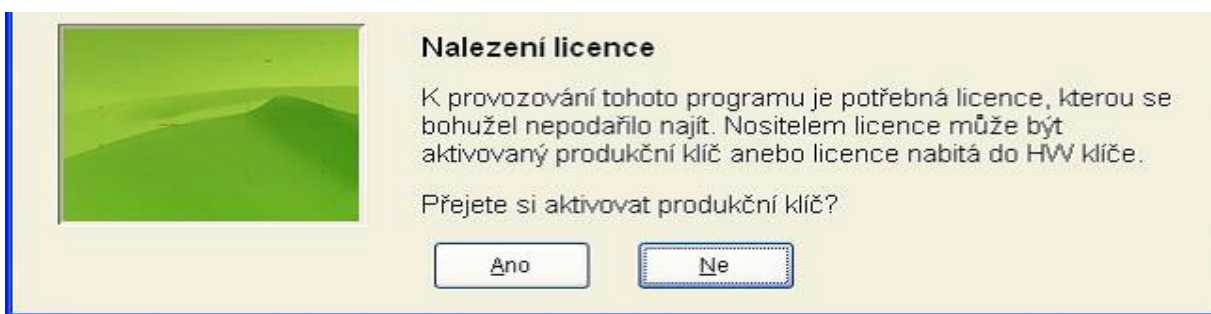 Nalezení licence
K provozování tohoto programu je potřebná licence, kterou se
bohužel nepodařilo najít. Nositelem licence může být
aktivovaný produkční klíč anebo licence nabitá do HW klíče.
Přejete si aktivovat produkční klíč?
Ano
Ne